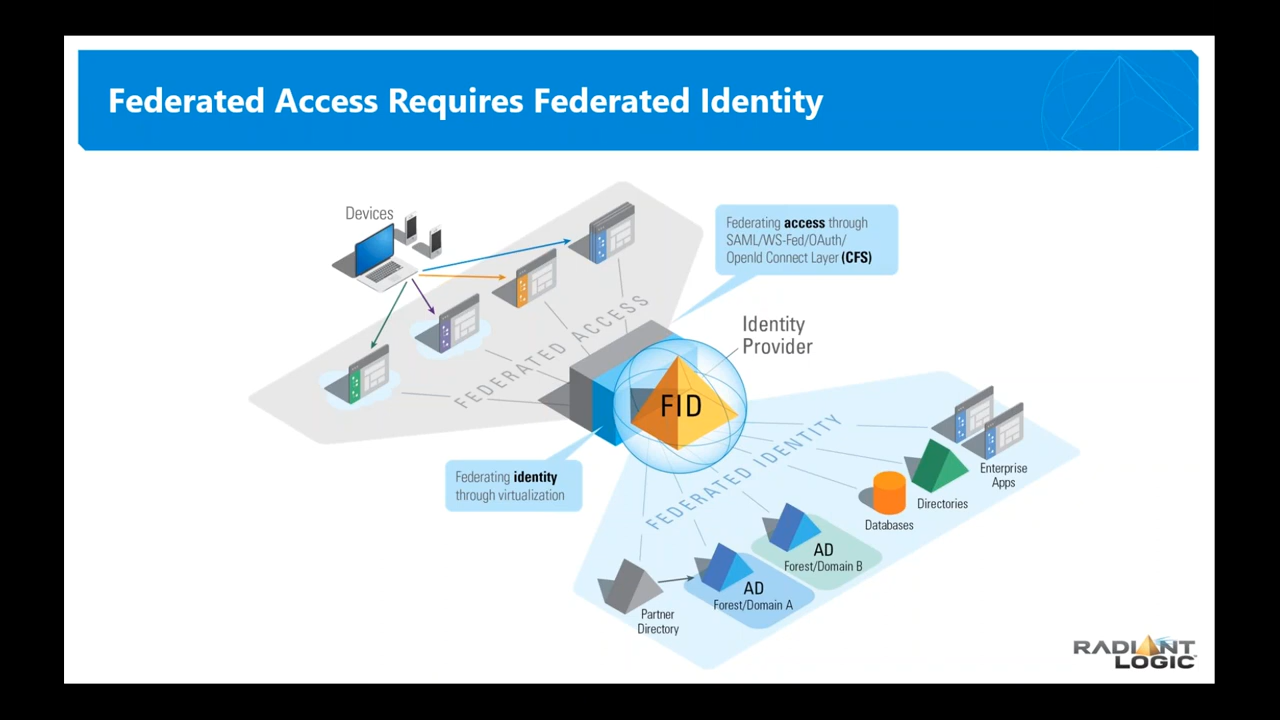 Federated Access Requires Federated Identity
Devices
Federating access through
SAML/WS-Fed/OAuth/
OpenId Connect Layer (CFS)
FEDERATED ACCESS
Identity
Provider
FID
Federating identity
through virtualization
FEDERATED IDENTITY
Enterprise
Apps
Directories
Databases
AD
Forest/Domain B
AD
Forest/Domain A
Partner
Directory
RADIANT
LOGIC